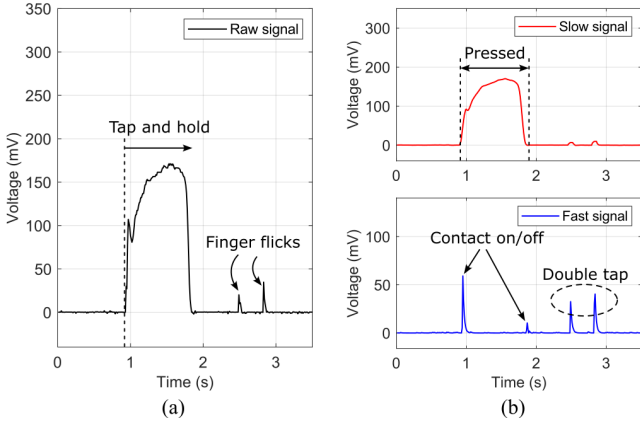 350
300
250
200
150
100
50
0
Voltage (mV)
Raw signal
Tap and hold
Finger flicks
0 1 2 3
Time (s)
(a)
300
200
100
0
Voltage (mV)
Slow signal
Pressed
0 1 2 3
100
50
0
Voltage (mV)
Fast signal
Contact on/off
Double tap
0 1 2 3
Time (s)
(b)